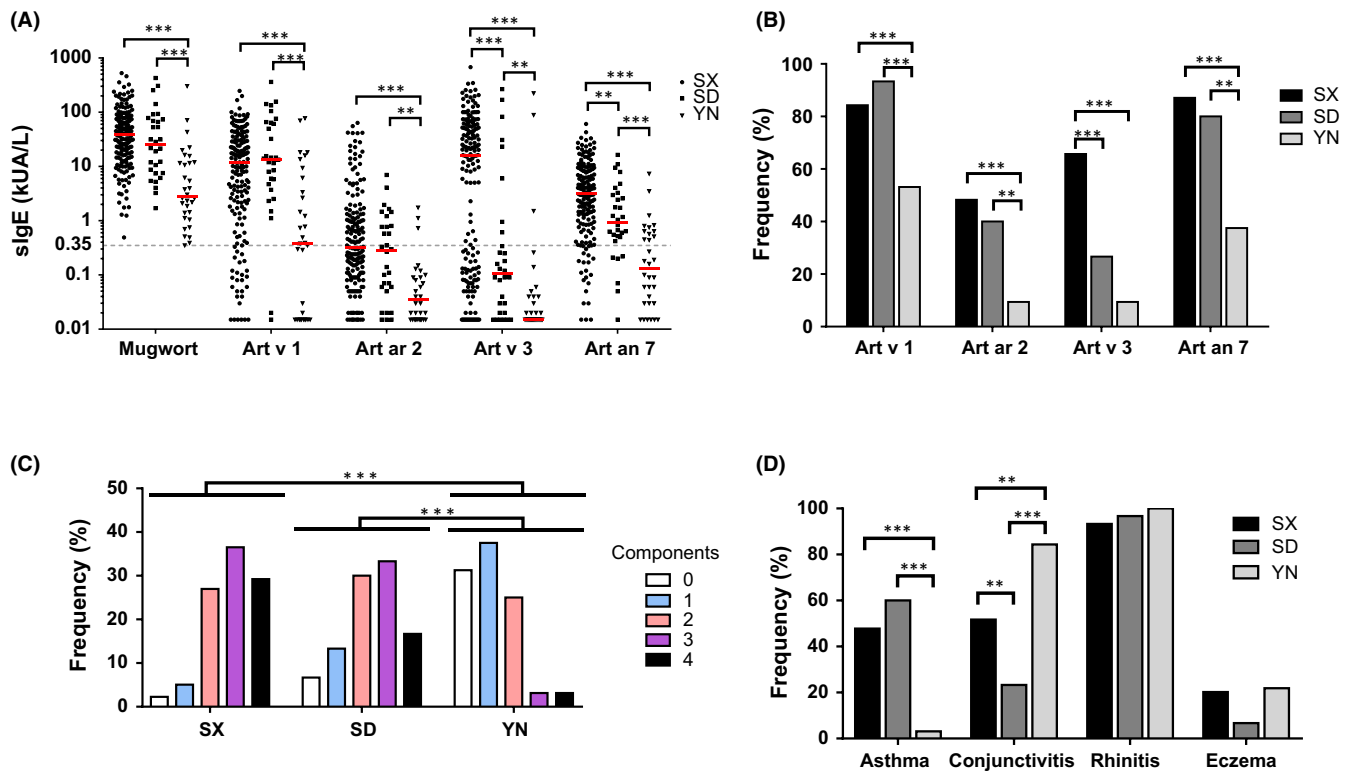 (A)
*** *** *** *** *** ** *** *** ** *** ** ***
sIgE (kUA/L)
1000
100
10
1
0.35
0.1
0.01
Mugwort Art v 1 Art ar 2 Art v 3 Art an 7
SX
SD
YN
(B)
*** *** *** ** *** *** *** **
Frequency (%)
100
80
60
40
20
0
Art v 1 Art ar 2 Art v 3 Art an 7
SX
SD
YN
(C)
***
***
Frequency (%)
50
40
30
20
10
0
SX SD YN
Components
0
1
2
3
4
(D)
*** *** ** *** **
Frequency (%)
100
80
60
40
20
0
Asthma Conjunctivitis Rhinitis Eczema
SX
SD
YN